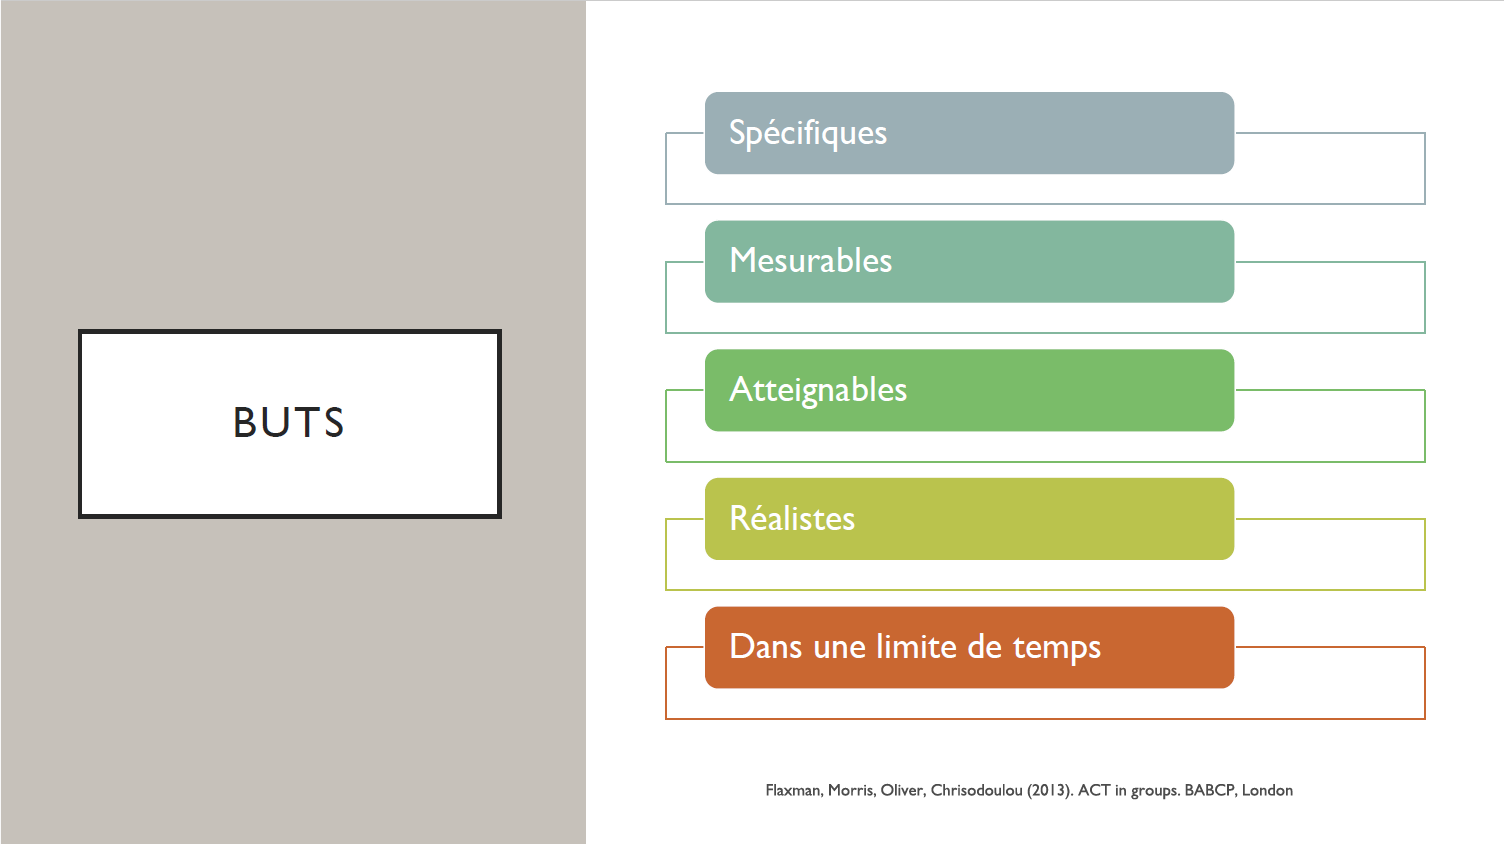 BUTS
Spécifiques
Mesurables
Atteignables
Réalistes
Dans une limite de temps
Flaxman, Morris, Oliver, Chrisodoulou (2013). ACT in groups. BABCP, London